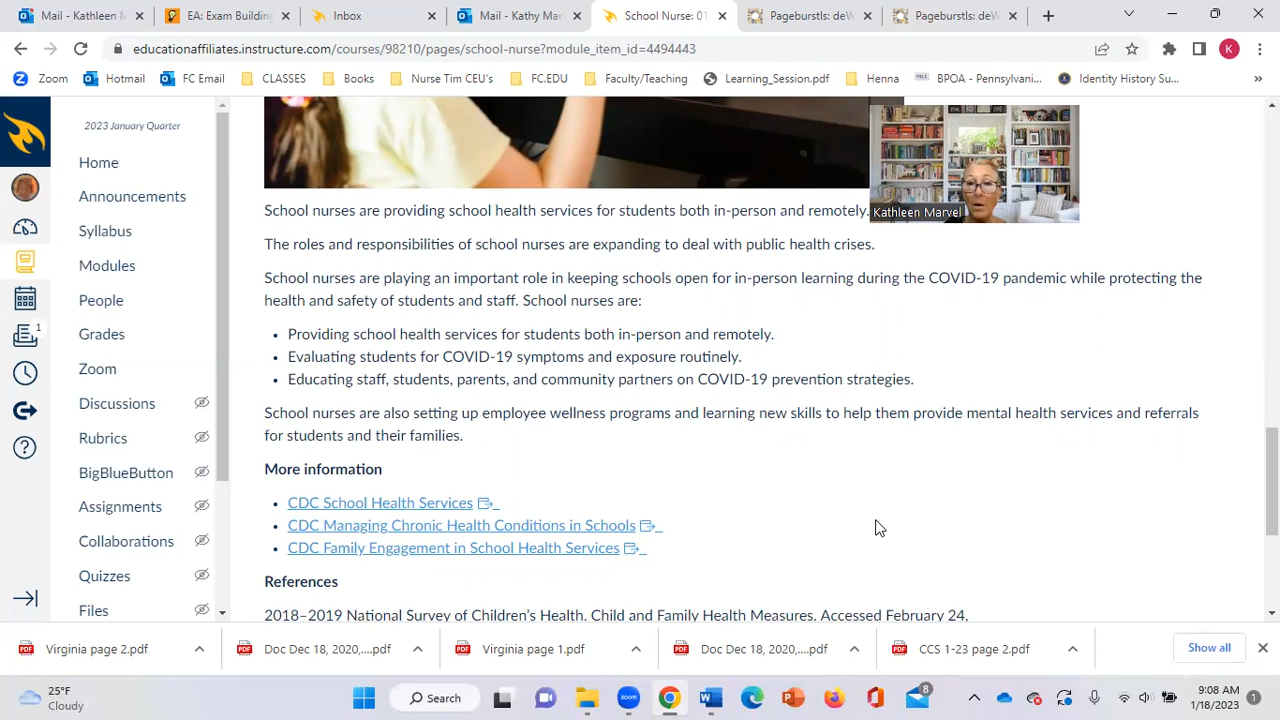 Mail - Kathleen M
EA: Exam Building
Inbox
Mail - Kathy Mar
School Nurse: 01
Pageburstls: deW
Pageburstls: deW
educationaffiliates.instructure.com/courses/98210/pages/school-nurse?module_item_id=4494443
K
Zoom
Hotmail
FC Email
CLASSES
Books
Nurse Tim CEU's
FC.EDU
Faculty/Teaching
Learning_Session.pdf
Henna
BPOA - Pennsylvani...
Identity History Su...
»
2023 January Quarter
Home
Announcements
Syllabus
Modules
People
Grades
Zoom
Discussions
Rubrics
BigBlueButton
Assignments
Collaborations
Quizzes
Files
1
Kathleen Marvel
School nurses are providing school health services for students both in-person and remotely.
The roles and responsibilities of school nurses are expanding to deal with public health crises.
School nurses are playing an important role in keeping schools open for in-person learning during the COVID-19 pandemic while protecting the
health and safety of students and staff. School nurses are:
• Providing school health services for students both in-person and remotely.
• Evaluating students for COVID-19 symptoms and exposure routinely.
• Educating staff, students, parents, and community partners on COVID-19 prevention strategies.
School nurses are also setting up employee wellness programs and learning new skills to help them provide mental health services and referrals
for students and their families.
More information
• CDC School Health Services
• CDC Managing Chronic Health Conditions in Schools
• CDC Family Engagement in School Health Services
References
2018–2019 National Survey of Children's Health. Child and Family Health Measures. Accessed February 24,
Virginia page 2.pdf
Doc Dec 18, 2020,....pdf
Virginia page 1.pdf
Doc Dec 18, 2020,....pdf
CCS 1-23 page 2.pdf
Show all
25°F
Cloudy
Search
zoom
8
9:08 AM
1/18/2023
1